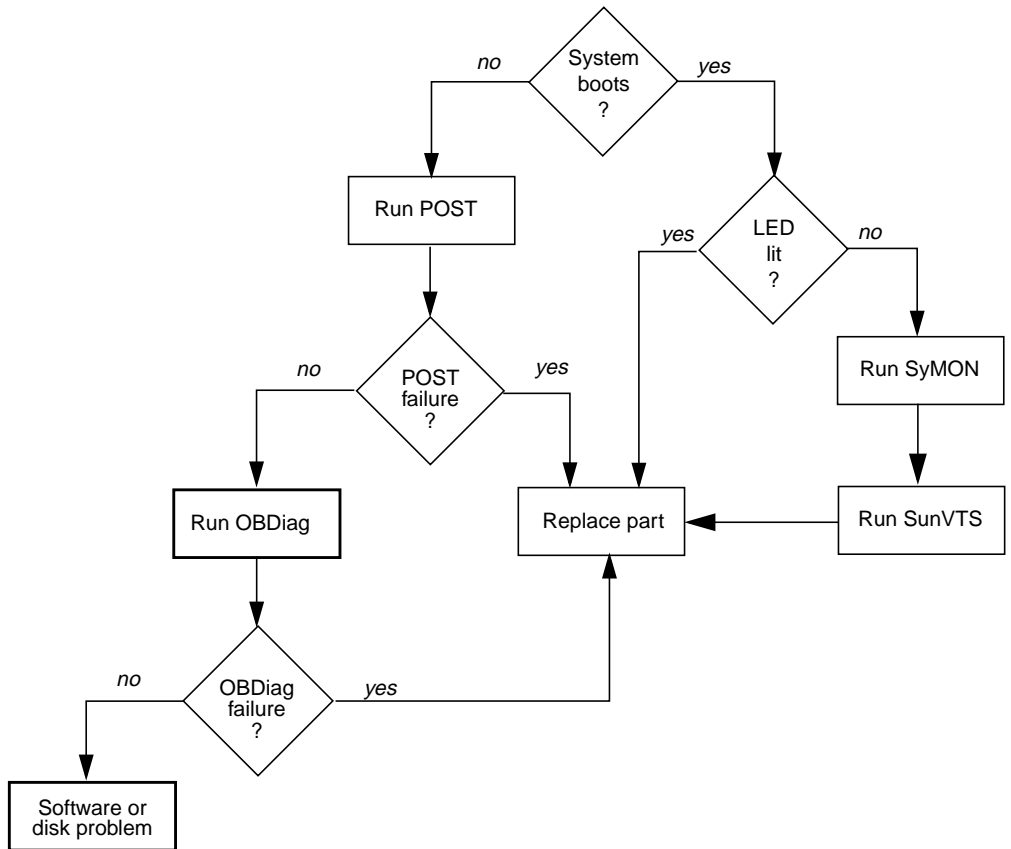 System
boots
?
no
yes
Run POST
LED
lit
?
yes
no
Run SyMON
POST
failure
?
no
yes
Run OBDiag
Replace part
Run SunVTS
OBDiag
failure
?
no
yes
Software or
disk problem